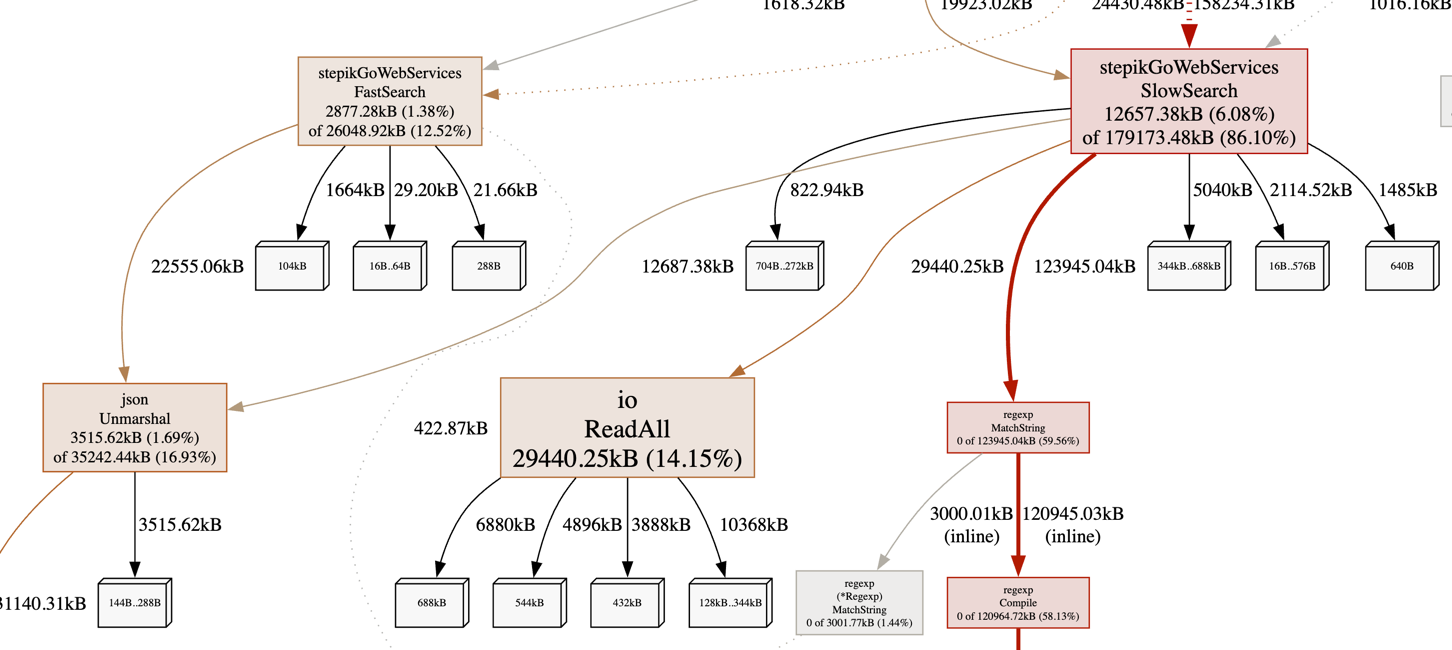 1618.32kB
19923.02kB
24430.48kB
158234.31kB
1016.16kB
stepikGoWebServices
FastSearch
2877.28kB (1.38%)
of 26048.92kB (12.52%)
stepikGoWebServices
SlowSearch
12657.38kB (6.08%)
of 179173.48kB (86.10%)
1664kB
29.20kB
21.66kB
822.94kB
5040kB
2114.52kB
1485kB
22555.06kB
104kB
16B..64B
288B
12687.38kB
704B..272kB
29440.25kB
123945.04kB
344kB..688kB
16B..576B
640B
json
Unmarshal
3515.62kB (1.69%)
of 35242.44kB (16.93%)
422.87kB
io
ReadAll
29440.25kB (14.15%)
regexp
MatchString
0 of 123945.04kB (59.56%)
3515.62kB
6880kB
4896kB
3888kB
10368kB
3000.01kB
(inline)
120945.03kB
(inline)
31140.31kB
144B..288B
688kB
544kB
432kB
128kB..344kB
regexp
(*Regexp)
MatchString
0 of 3001.77kB (1.44%)
regexp
Compile
0 of 120964.72kB (58.13%)